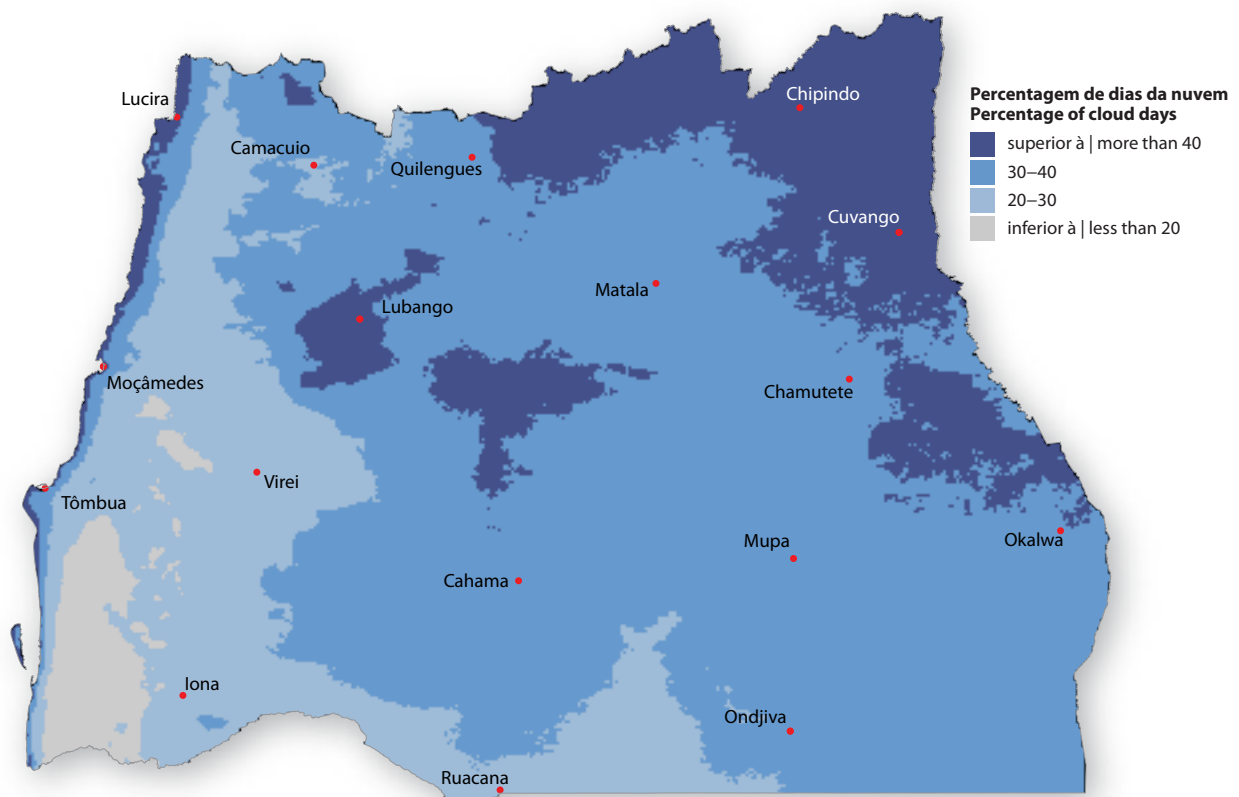 Lucira
Chipindo
Percentagem de dias da nuvem
Percentage of cloud days
superior à | more than 40
30–40
20–30
inferior à | less than 20
Camacuio
Quilengues
Cuvango
Matala
Lubango
Moçâmedes
Chamutete
Virei
Tômbua
Okalwa
Mupa
Cahama
Iona
Ondjiva
Ruacana